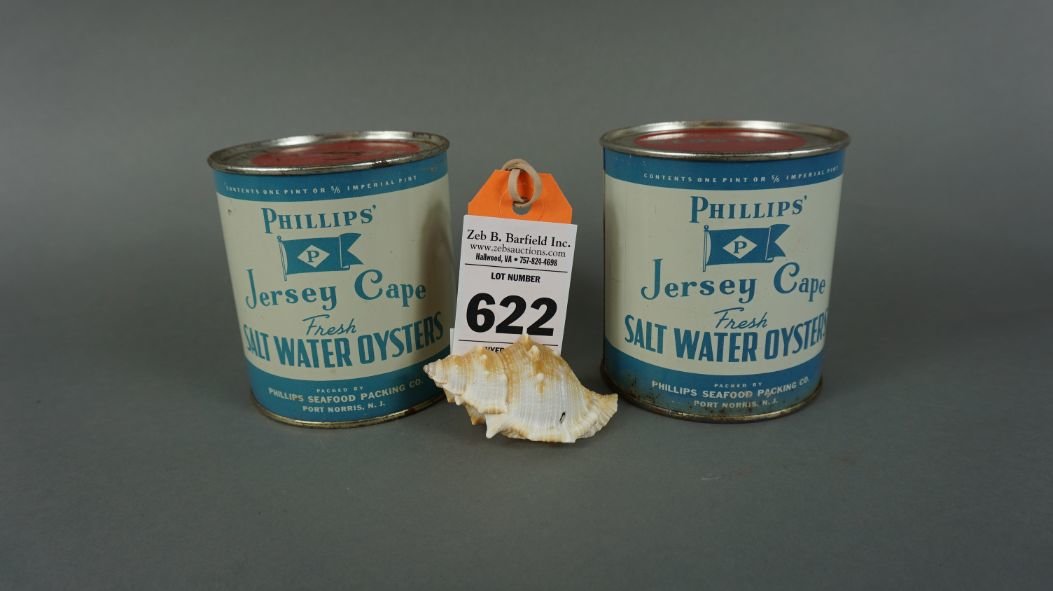 CONTENTS ONE PINT OR 5/6 IMPERIAL PINT
PHILLIPS'
P
Jersey Cape
Fresh
SALT WATER OYSTERS
PACKED BY
PHILLIPS SEAFOOD PACKING CO.
PORT NORRIS, N. J.
Zeb B. Barfield Inc.
www.zebsauctions.com
Hallwood, VA • 757-824-4698
LOT NUMBER
622
CONTENTS ONE PINT OR 5/6 IMPERIAL PINT
PHILLIPS'
P
Jersey Cape
Fresh
SALT WATER OYSTERS
PACKED BY
PHILLIPS SEAFOOD PACKING CO.
PORT NORRIS, N. J.